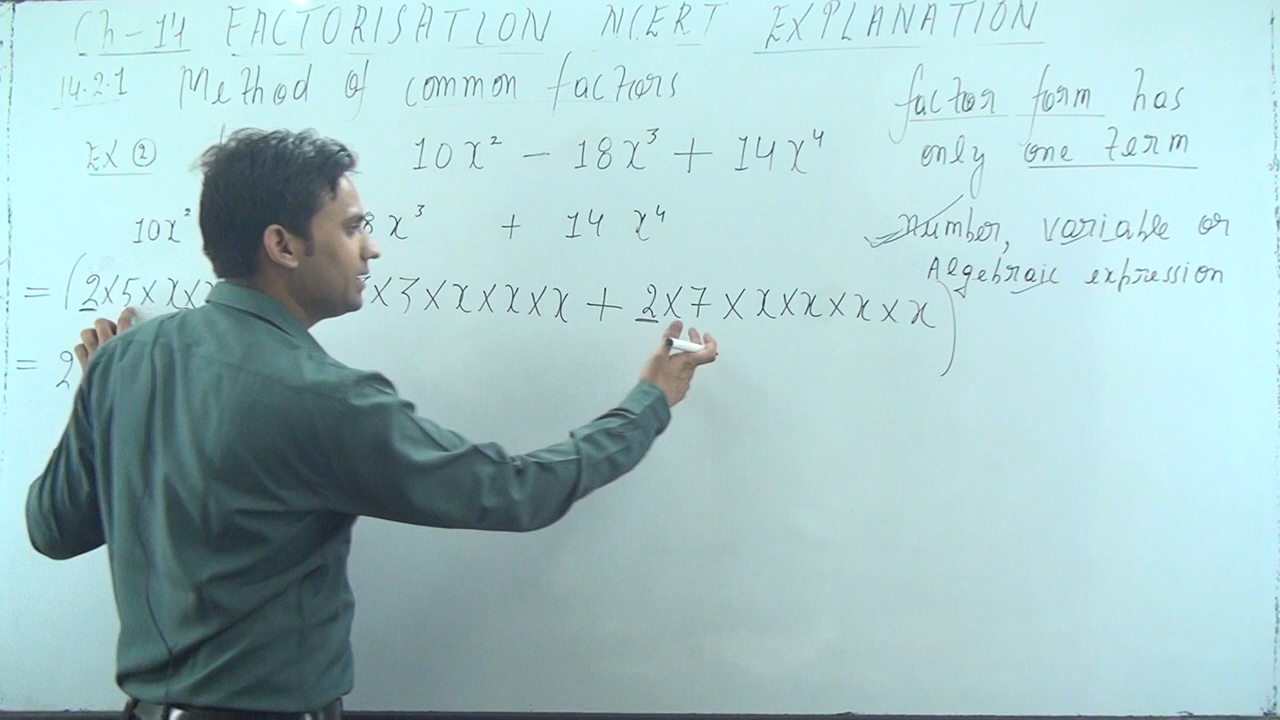 Ch-14 FACTORISATION NCERT EXPLANATION
14.2.1 Method of common factors
Ex ② 10x² - 18x³ + 14x⁴
10x² 8x³ + 14 x⁴
= (2×5×x× ×3×x×x×x + 2×7×x×x×x×x)
= 2
factor form has
only one term
number, variable or
Algebraic expression